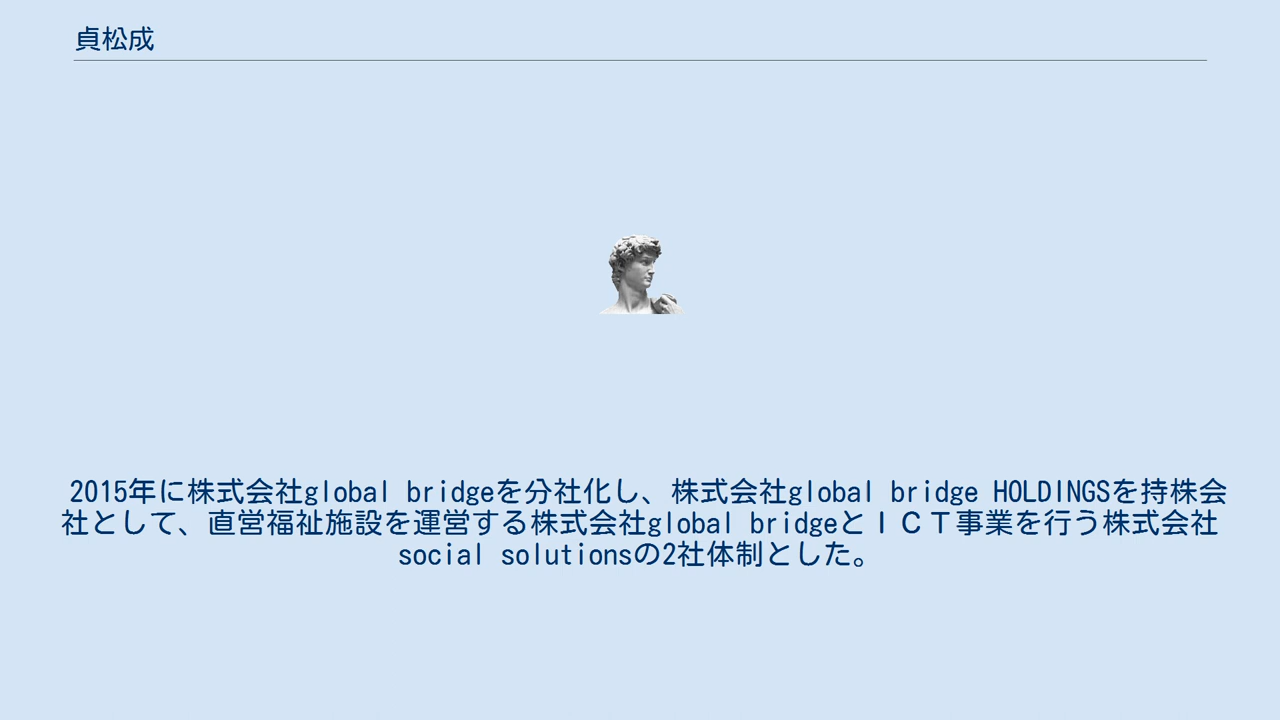 貞松成
2015年に株式会社global bridgeを分社化し、株式会社global bridge HOLDINGSを持株会
社として、直営福祉施設を運営する株式会社global bridgeとＩＣＴ事業を行う株式会社
social solutionsの2社体制とした。